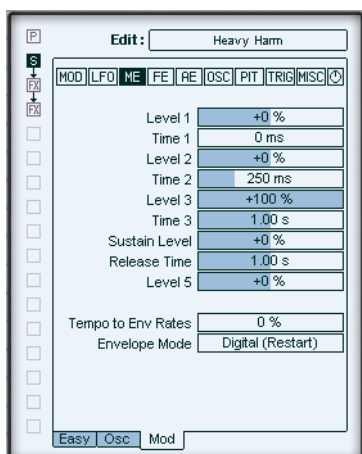 P
Edit: Heavy Harm
S
FX
FX
MOD LFO ME FE AE OSC PIT TRIG MISC
Level 1 +0 %
Time 1 0 ms
Level 2 +0 %
Time 2 250 ms
Level 3 +100 %
Time 3 1.00 s
Sustain Level +0 %
Release Time 1.00 s
Level 5 +0 %
Tempo to Env Rates 0 %
Envelope Mode Digital (Restart)
Easy Osc Mod